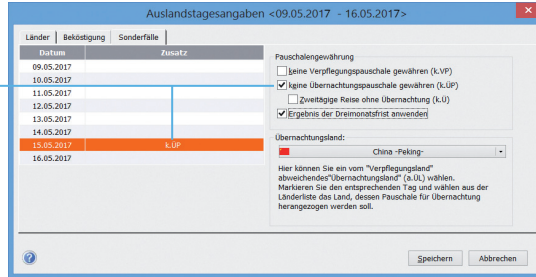 Auslandstagesangaben <09.05.2017 - 16.05.2017>
Länder Beköstigung Sonderfälle
Datum Zusatz
09.05.2017
10.05.2017
11.05.2017
12.05.2017
13.05.2017
14.05.2017
15.05.2017 k.ÜP
16.05.2017
Pauschalengewährung
keine Verpflegungspauschale gewähren (k.VP)
keine Übernachtungspauschale gewähren (k.ÜP)
Zweitägige Reise ohne Übernachtung (k.Ü)
Ergebnis der Dreimonatsfrist anwenden
Übernachtungsland:
China -Peking-
Hier können Sie ein vom "Verpflegungsland"
abweichendes"Übernachtungsland" (a.ÜL) wählen.
Markieren Sie den entsprechenden Tag und wählen aus der
Länderliste das Land, dessen Pauschale für Übernachtung
herangezogen werden soll.
Speichern Abbrechen